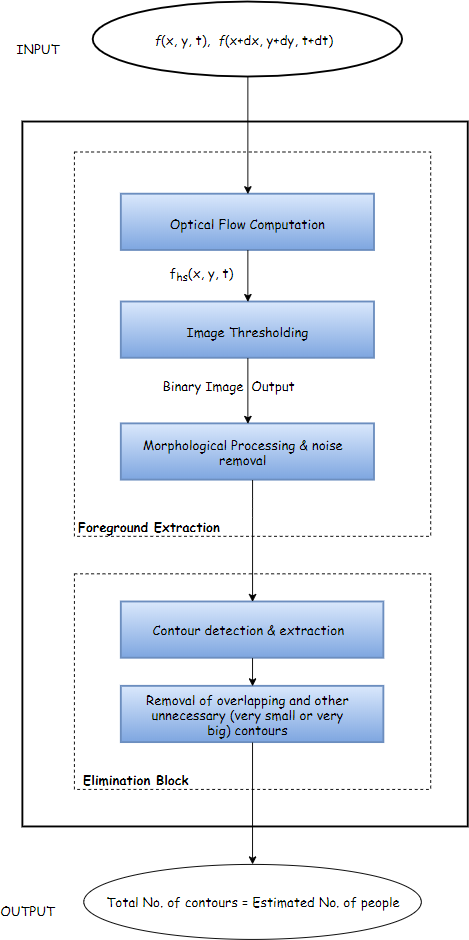 INPUT
f(x, y, t), f(x+dx, y+dy, t+dt)
Optical Flow Computation
fhs(x, y, t)
Image Thresholding
Binary Image Output
Morphological Processing & noise
removal
Foreground Extraction
Contour detection & extraction
Removal of overlapping and other
unnecessary (very small or very
big) contours
Elimination Block
OUTPUT
Total No. of contours = Estimated No. of people